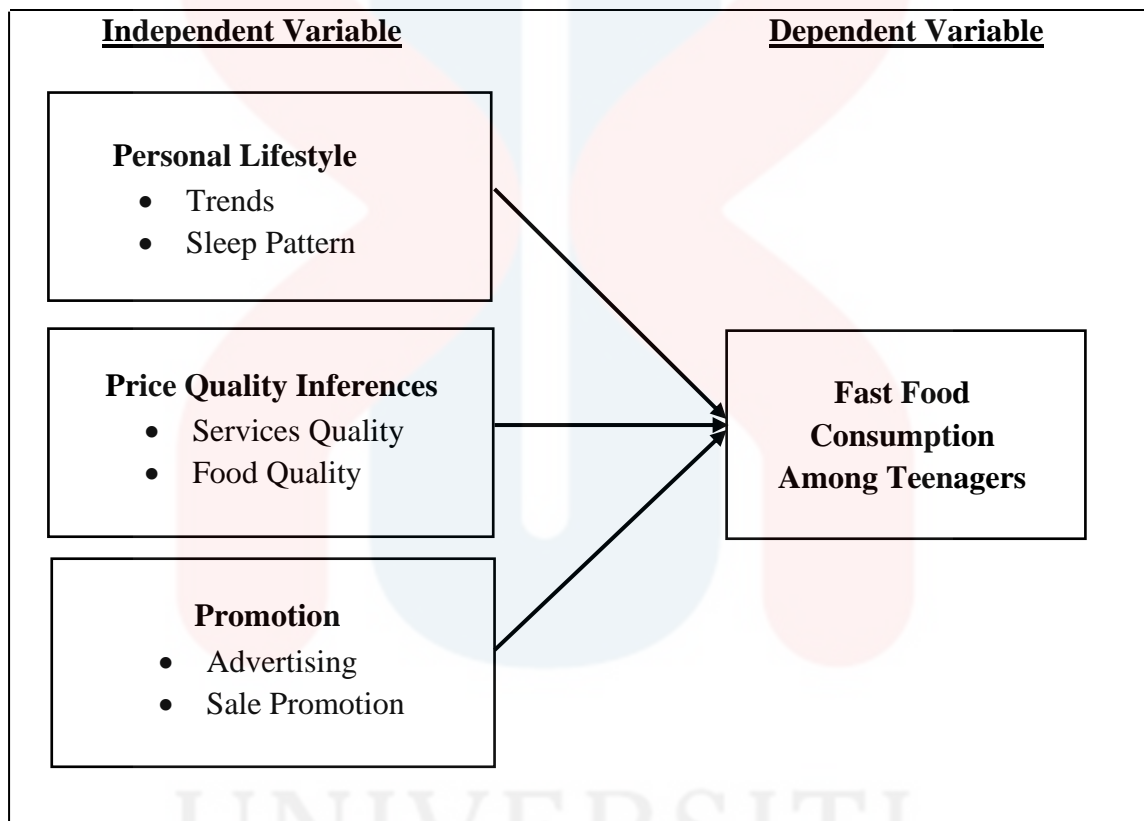 Independent Variable
Dependent Variable
Personal Lifestyle
• Trends
• Sleep Pattern
Price Quality Inferences
• Services Quality
• Food Quality
Promotion
• Advertising
• Sale Promotion
Fast Food
Consumption
Among Teenagers
UNIVERSITI